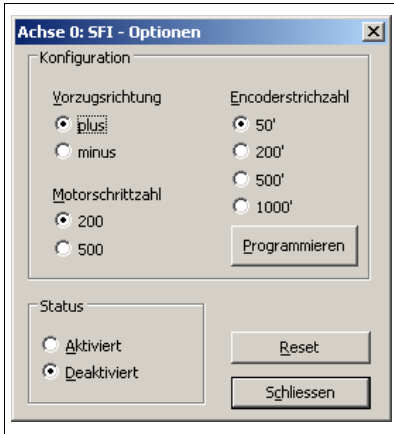 Achse 0: SFI - Optionen
Konfiguration
Vorzugsrichtung
plus
minus
Motorschrittzahl
200
500
Encoderstrichzahl
50'
200'
500'
1000'
Programmieren
Status
Aktiviert
Deaktiviert
Reset
Schliessen